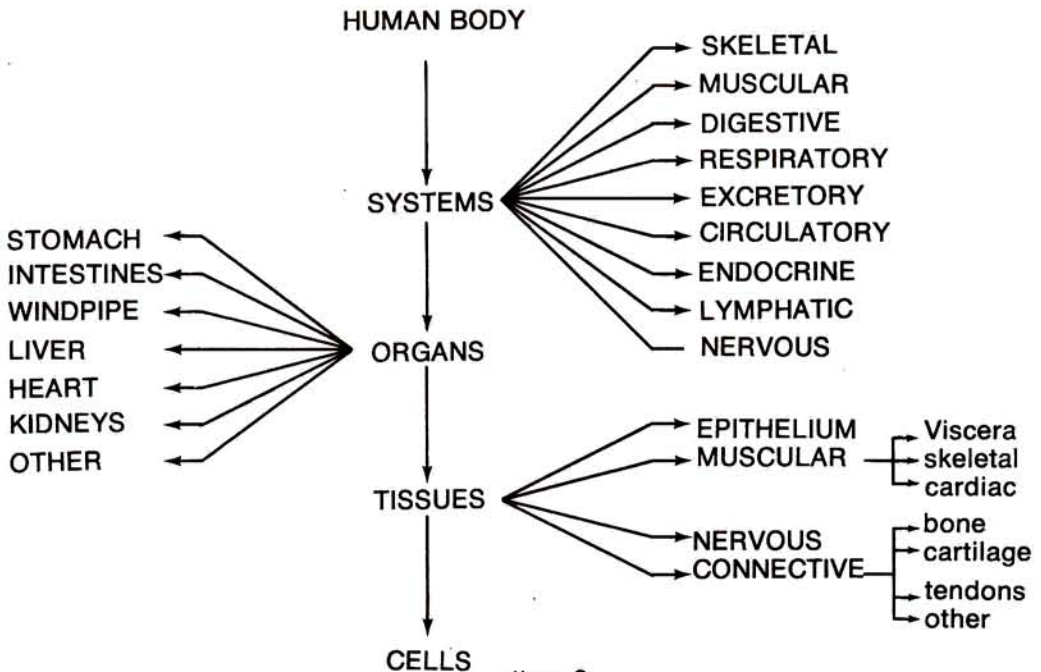 HUMAN BODY
SYSTEMS
SKELETAL
MUSCULAR
DIGESTIVE
RESPIRATORY
EXCRETORY
CIRCULATORY
ENDOCRINE
LYMPHATIC
NERVOUS
ORGANS
STOMACH
INTESTINES
WINDPIPE
LIVER
HEART
KIDNEYS
OTHER
TISSUES
EPITHELIUM
MUSCULAR
Viscera
skeletal
cardiac
NERVOUS
CONNECTIVE
bone
cartilage
tendons
other
CELLS